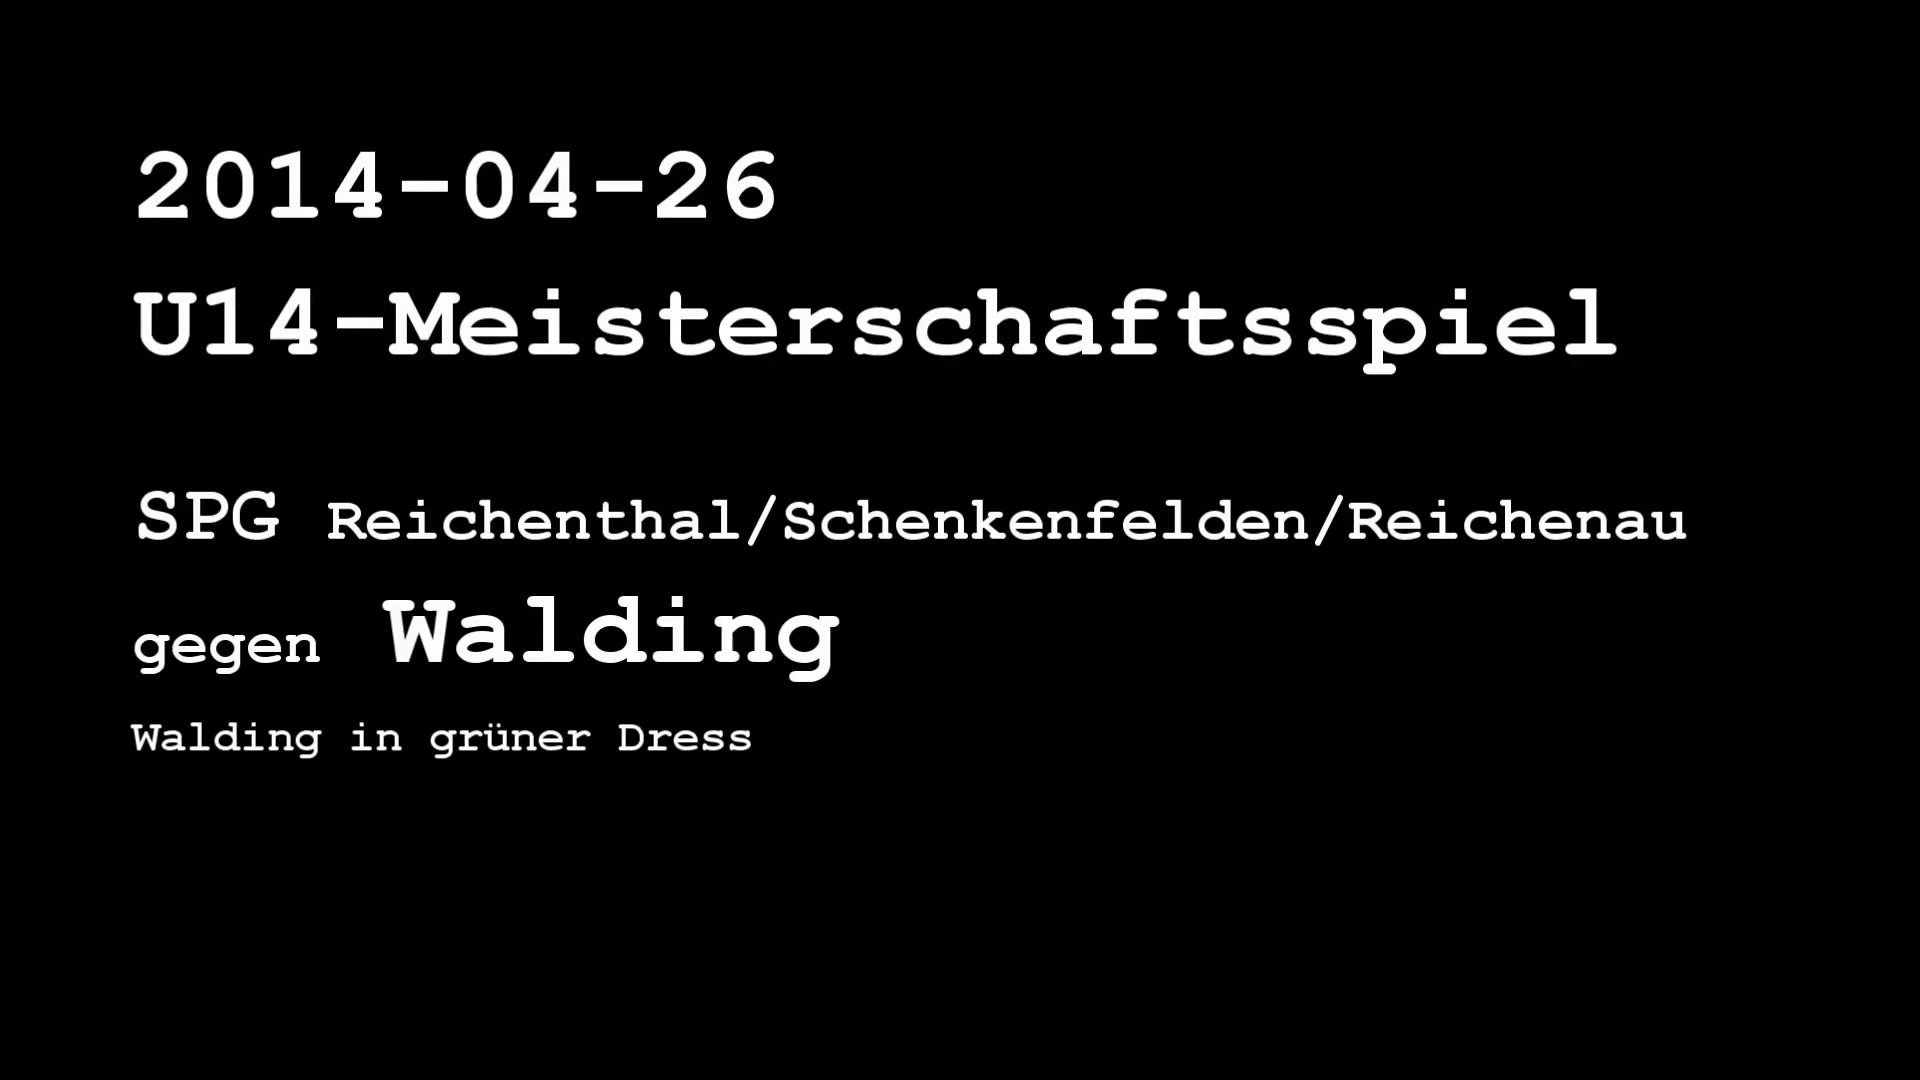 2014-04-26
U14-Meisterschaftsspiel
SPG Reichenthal/Schenkenfelden/Reichenau
gegen Walding
Walding in grüner Dress